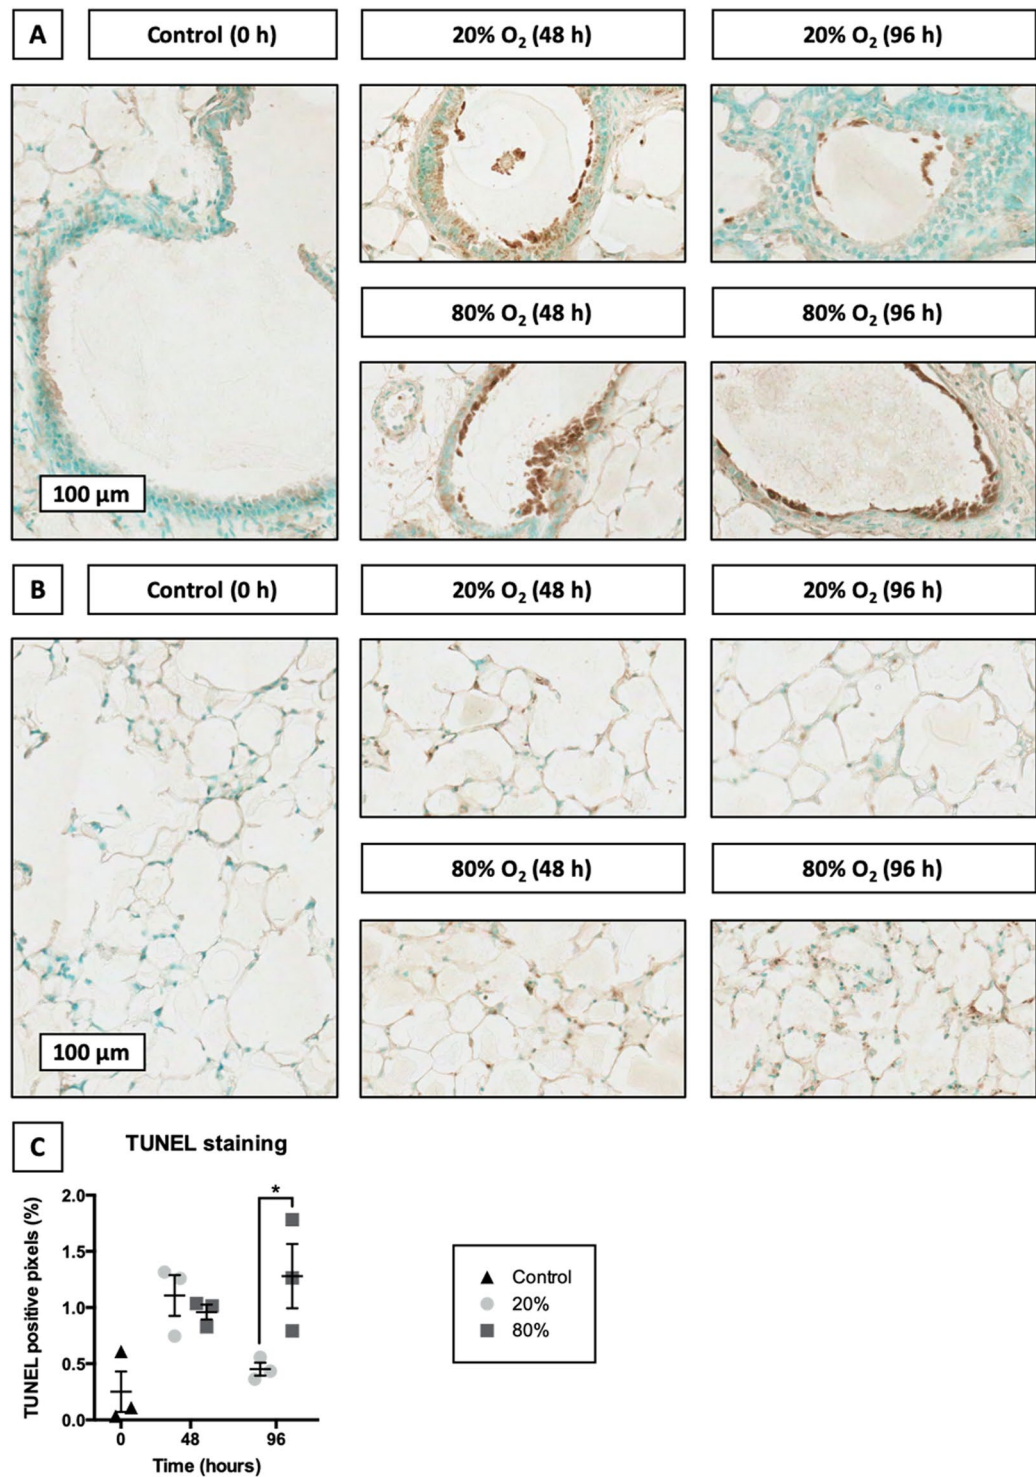 A
Control (0 h)
20% O₂ (48 h)
20% O₂ (96 h)
80% O₂ (48 h)
80% O₂ (96 h)
100 µm
B
Control (0 h)
20% O₂ (48 h)
20% O₂ (96 h)
80% O₂ (48 h)
80% O₂ (96 h)
100 µm
C
TUNEL staining
TUNEL positive pixels (%)
2.0
1.5
1.0
0.5
0.0
*
0
48
96
Time (hours)
Control
20%
80%